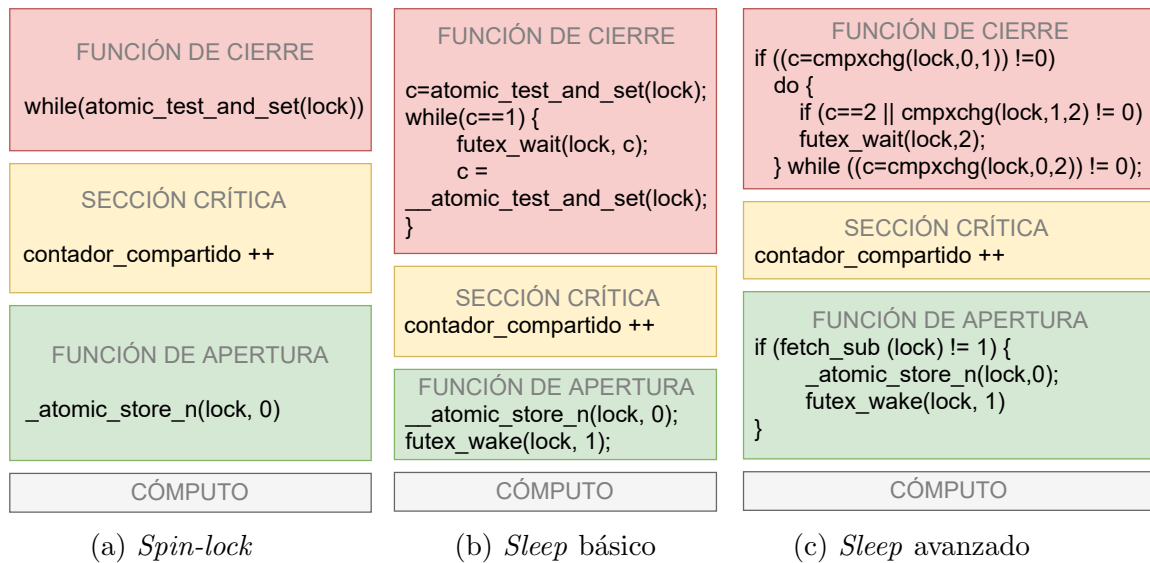 FUNCIÓN DE CIERRE
while(atomic_test_and_set(lock))
SECCIÓN CRÍTICA
contador_compartido ++
FUNCIÓN DE APERTURA
_atomic_store_n(lock, 0)
CÓMPUTO
(a) Spin-lock
FUNCIÓN DE CIERRE
c=atomic_test_and_set(lock);
while(c==1) {
futex_wait(lock, c);
c =
__atomic_test_and_set(lock);
}
SECCIÓN CRÍTICA
contador_compartido ++
FUNCIÓN DE APERTURA
__atomic_store_n(lock, 0);
futex_wake(lock, 1);
CÓMPUTO
(b) Sleep básico
FUNCIÓN DE CIERRE
if ((c=cmpxchg(lock,0,1)) !=0)
do {
if (c==2 || cmpxchg(lock,1,2) != 0)
futex_wait(lock,2);
} while ((c=cmpxchg(lock,0,2)) != 0);
SECCIÓN CRÍTICA
contador_compartido ++
FUNCIÓN DE APERTURA
if (fetch_sub (lock) != 1) {
_atomic_store_n(lock,0);
futex_wake(lock, 1)
}
CÓMPUTO
(c) Sleep avanzado